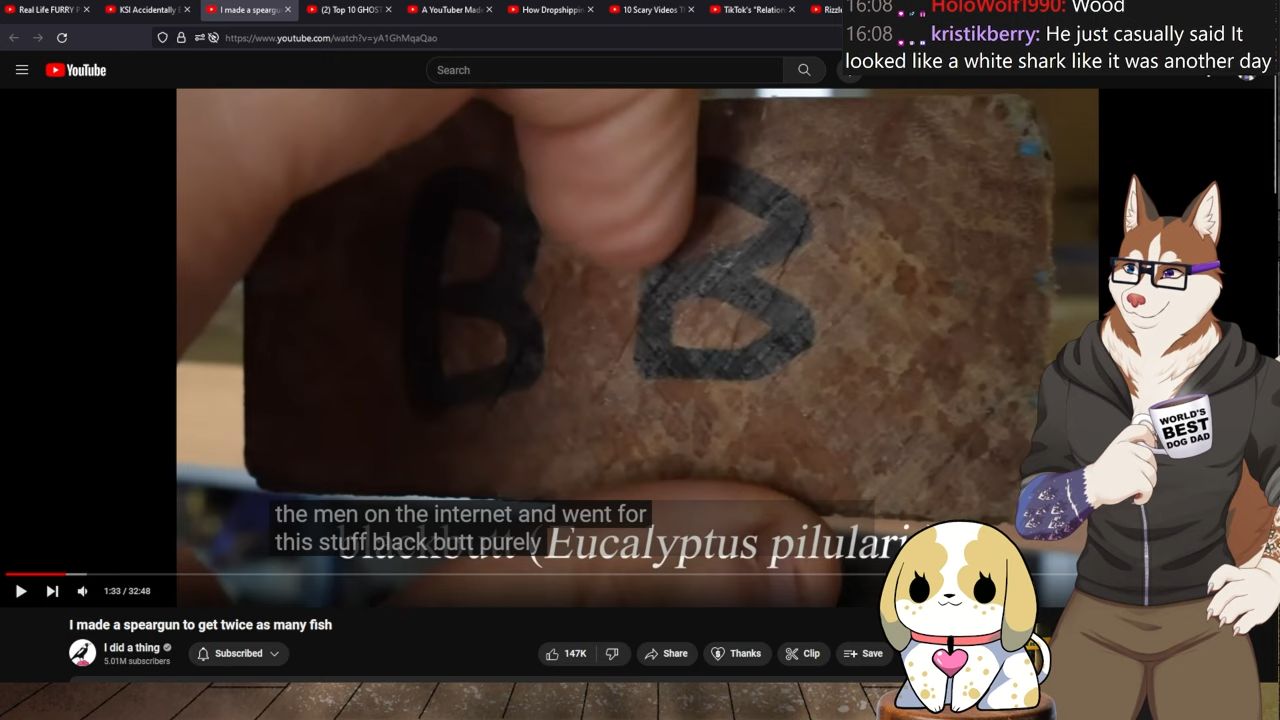 Real Life FURRY P
KSI Accidentally E
I made a speargu
(2) Top 10 GHOST
A YouTuber Mad
How Dropshippin
10 Scary Videos T
TikTok's "Relation
Rizzle
16:08 HoloWolf1990: Wood
16:08 kristikberry: He just casually said It
looked like a white shark like it was another day
https://www.youtube.com/watch?v=yA1GhMqaQao
YouTube
Search
B B
WORLD'S
BEST
DOG DAD
the men on the internet and went for
this stuff black butt purely
(Eucalyptus pilulari
1:33 / 32:48
I made a speargun to get twice as many fish
I did a thing
5.01M subscribers
Subscribed
147K
Share
Thanks
Clip
Save